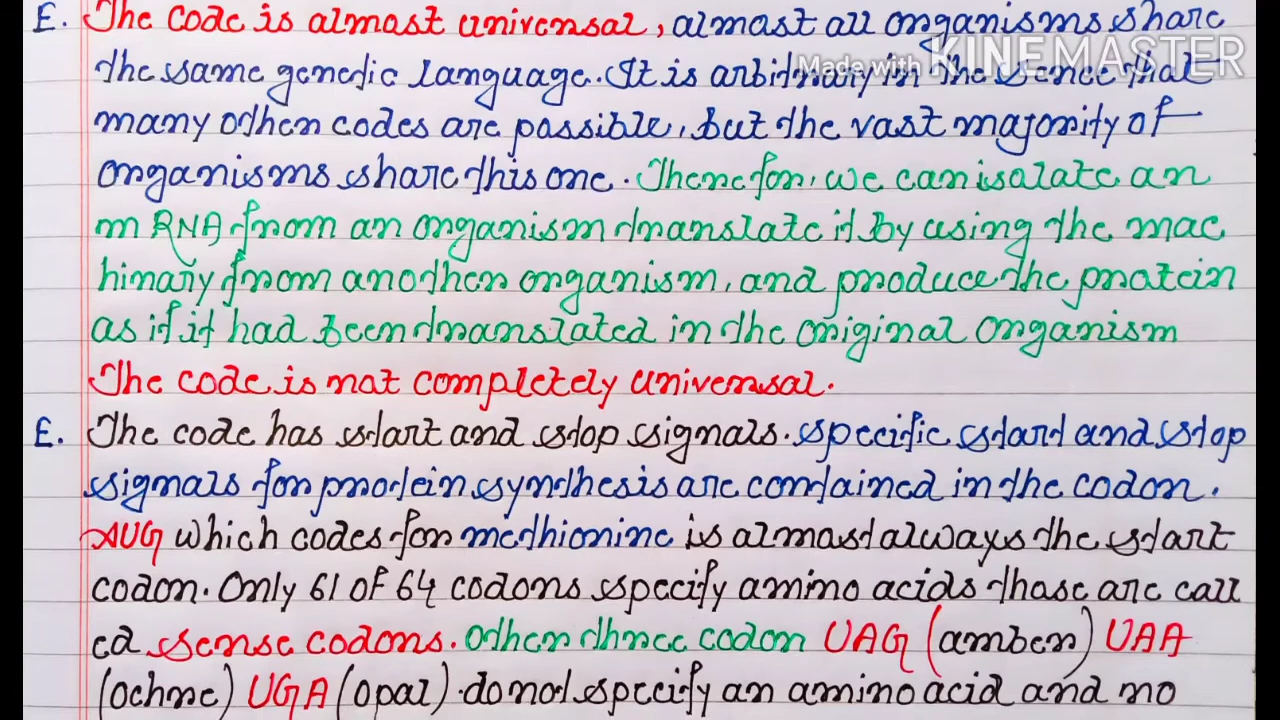 E. The code is almost universal, almost all organisms share
Made with KINEMASTER
the same genetic language. It is arbitrary in the sence that
many other codes are possible, but the vast majority of
organisms share this one. Therefor, we can isolate an
mRNA from an organism translate it by using the mac
hinary from another organism, and produce the protein
as if it had been translated in the original organism
The code is not completely universal.
E. The code has start and stop signals. specific start and stop
signals for protein synthesis are contained in the codon.
AUG which codes for methionine is almost always the start
codon. Only 61 of 64 codons specify amino acids those are call
ed sense codons. Other three codon UAG (amber) UAA
(ochre) UGA (opal). do not specify an amino acid and no